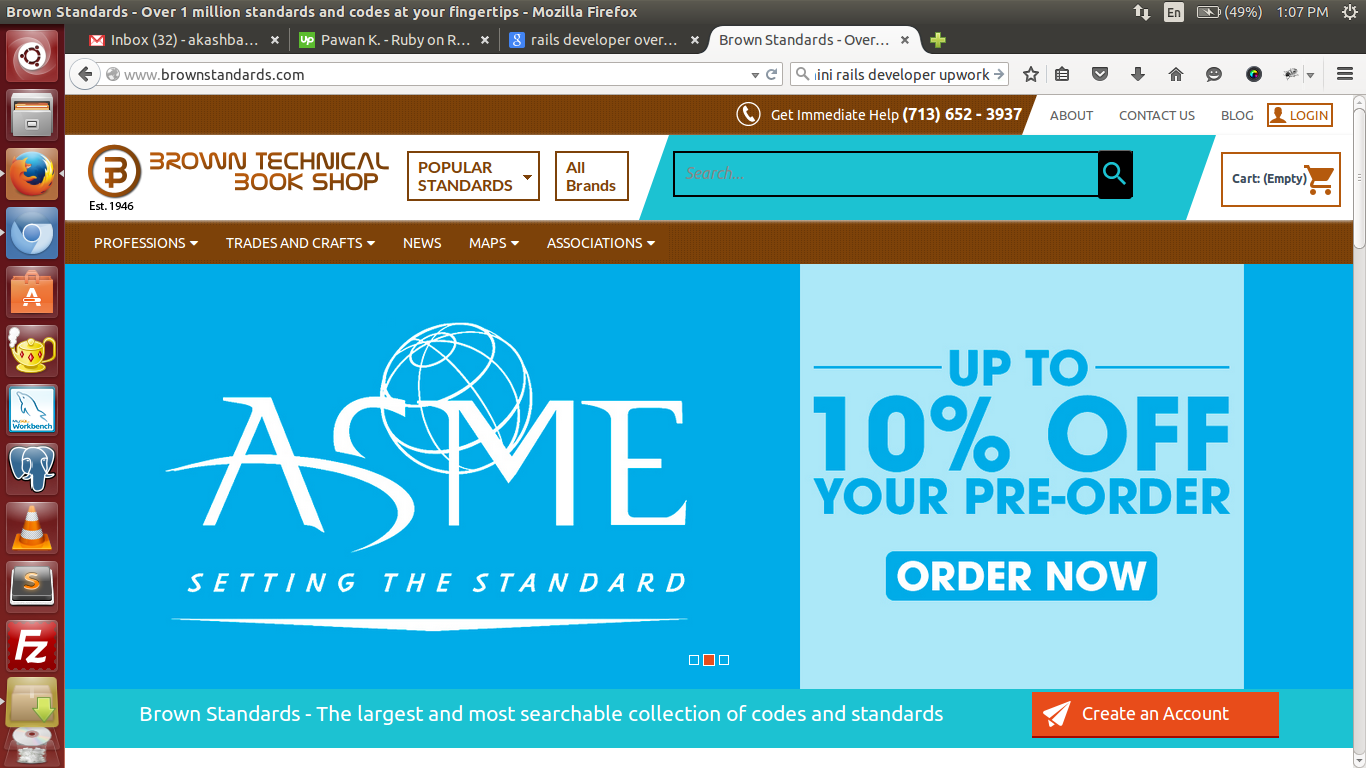 Brown Standards - Over 1 million standards and codes at your fingertips - Mozilla Firefox
En
(49%)
1:07 PM
Inbox (32) - akashba...
Up
Pawan K. - Ruby on R...
rails developer over...
Brown Standards - Over...
www.brownstandards.com
ini rails developer upwork
Get Immediate Help (713) 652 - 3937
ABOUT
CONTACT US
BLOG
LOGIN
BROWN TECHNICAL
BOOK SHOP
Est. 1946
POPULAR
STANDARDS
All
Brands
Search...
Cart: (Empty)
PROFESSIONS
TRADES AND CRAFTS
NEWS
MAPS
ASSOCIATIONS
ASME
SETTING THE STANDARD
UP TO
10% OFF
YOUR PRE-ORDER
ORDER NOW
Workbench
S
Fz
Brown Standards - The largest and most searchable collection of codes and standards
Create an Account